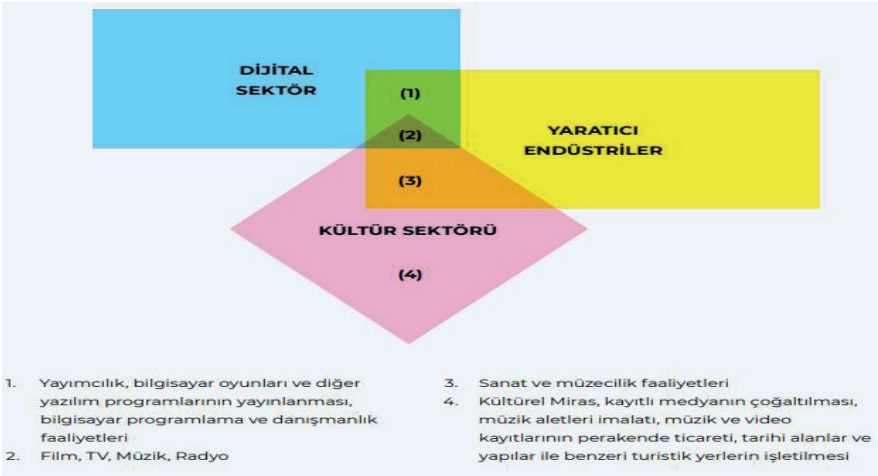 DİJİTAL
SEKTÖR
(1)
(2)
YARATICI
ENDÜSTRİLER
(3)
KÜLTÜR SEKTÖRÜ
(4)
1. Yayımcılık, bilgisayar oyunları ve diğer
yazılım programlarının yayınlanması,
bilgisayar programlama ve danışmanlık
faaliyetleri
2. Film, TV, Müzik, Radyo
3. Sanat ve müzecilik faaliyetleri
4. Kültürel Miras, kayıtlı medyanın çoğaltılması,
müzik aletleri imalatı, müzik ve video
kayıtlarının perakende ticareti, tarihi alanlar ve
yapılar ile benzeri turistik yerlerin işletilmesi